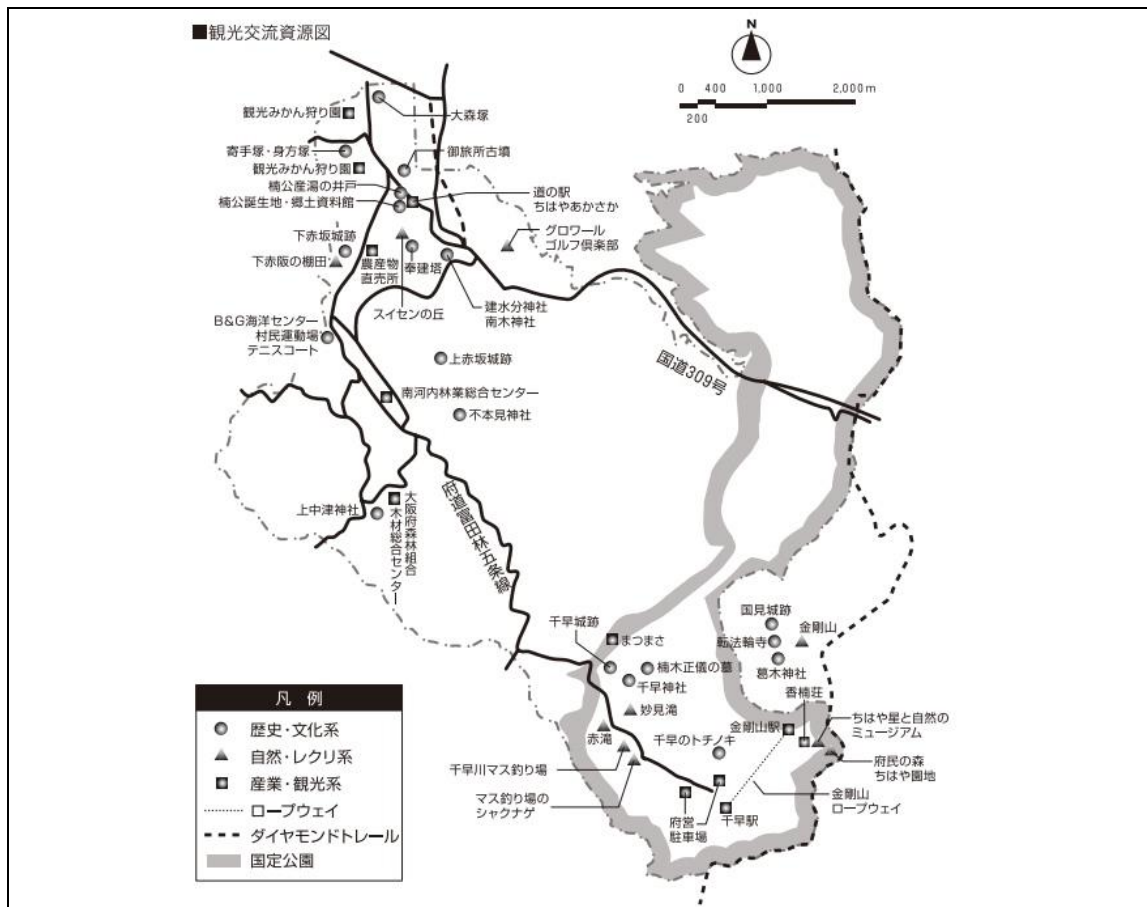 ■観光交流資源図
N
0 400 1,000 2,000m
200
観光みかん狩り園
大森塚
寄手塚・身方塚
御旅所古墳
観光みかん狩り園
楠公産湯の井戸
楠公誕生地・郷土資料館
道の駅
ちはやあかさか
下赤坂城跡
下赤阪の棚田
農産物
直売所
奉建塔
グロワール
ゴルフ倶楽部
スイセンの丘
建水分神社
南木神社
B&G海洋センター
村民運動場
テニスコート
上赤坂城跡
国道309号
南河内林業総合センター
不本見神社
上中津神社
大阪府森林組合
木材総合センター
府道富田林五条線
国見城跡
金剛山
転法輪寺
葛木神社
千早城跡
まつまさ
楠木正儀の墓
千早神社
香楠荘
妙見滝
金剛山駅
ちはや星と自然の
ミュージアム
赤滝
千早のトチノキ
府民の森
ちはや園地
千早川マス釣り場
マス釣り場の
シャクナゲ
金剛山
ロープウェイ
府営
駐車場
千早駅
凡例
歴史・文化系
自然・レクリ系
産業・観光系
ロープウェイ
ダイヤモンドトレール
国定公園